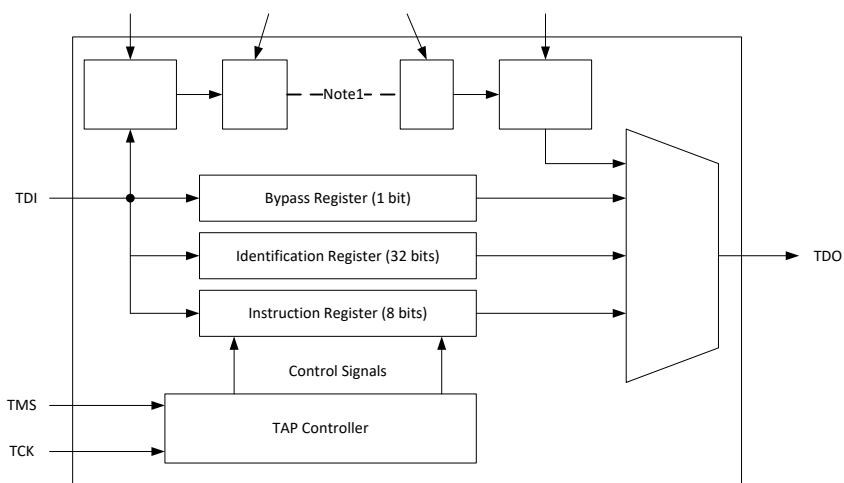 Note1
TDI
Bypass Register (1 bit)
Identification Register (32 bits)
TDO
Instruction Register (8 bits)
Control Signals
TMS
TAP Controller
TCK